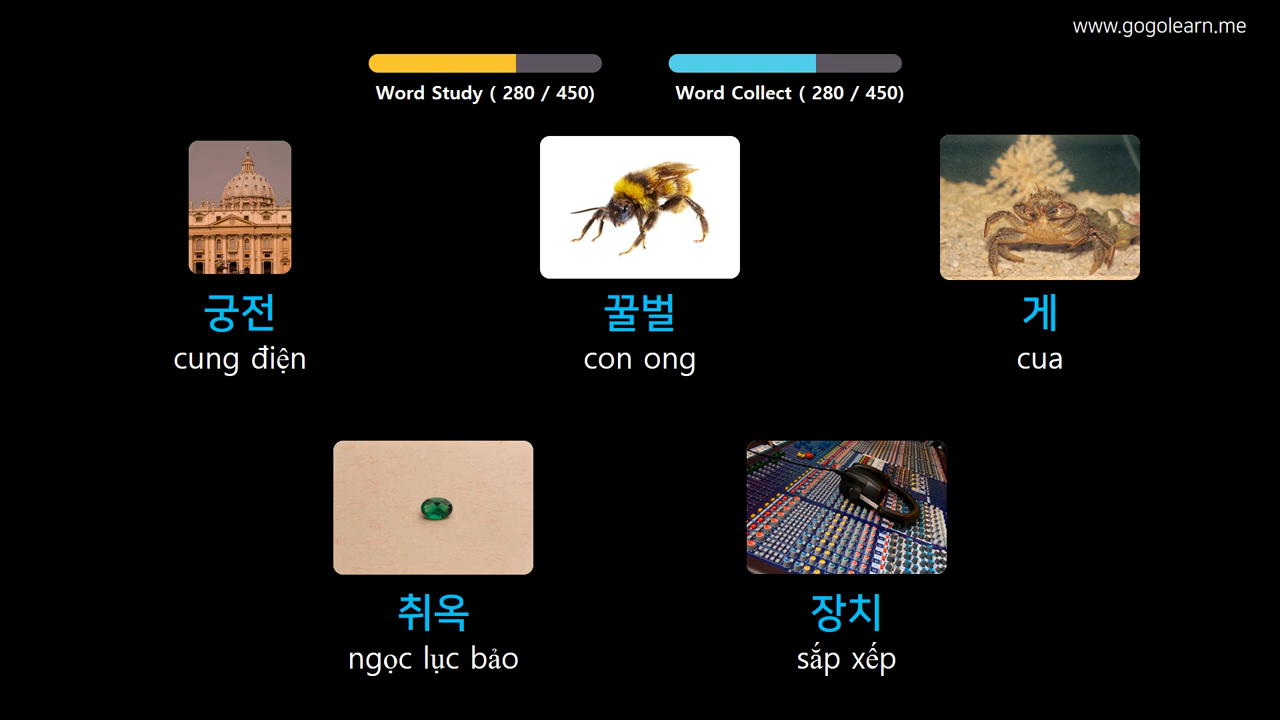 www.gogolearn.me
Word Study ( 280 / 450)
Word Collect ( 280 / 450)
궁전
cung điện
꿀벌
con ong
게
cua
취옥
ngọc lục bảo
장치
sắp xếp